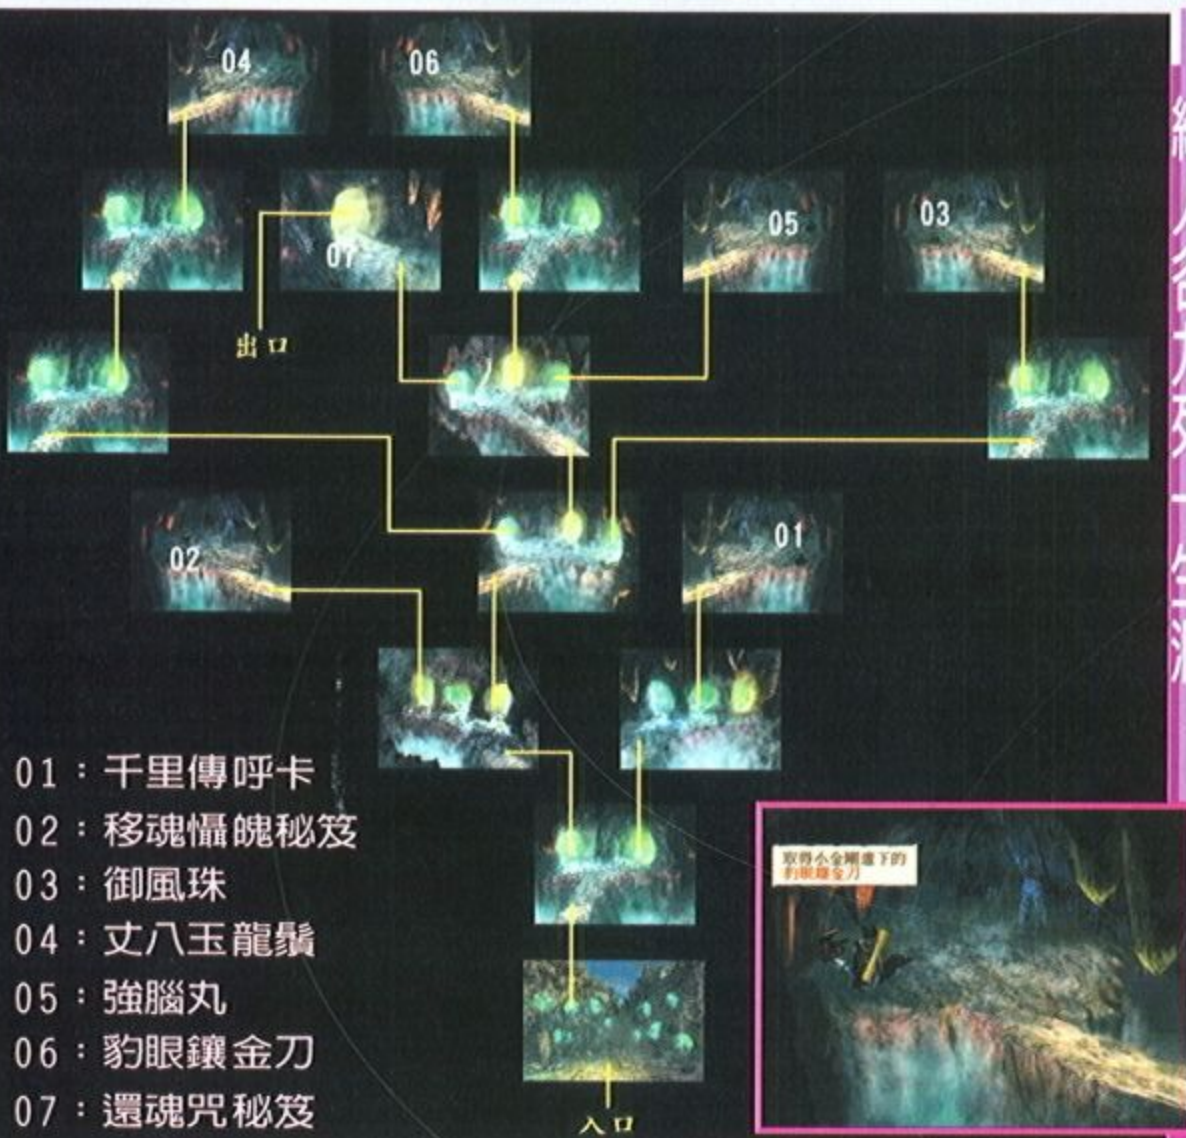 04
06
05
03
07
出口
02
01
01：千里傳呼卡
02：移魂懾魄秘笈
03：御風珠
04：丈八玉龍鬚
05：強腦丸
06：豹眼鑲金刀
07：還魂咒秘笈
取得小金剛遺下的
豹眼鑲金刀
入口